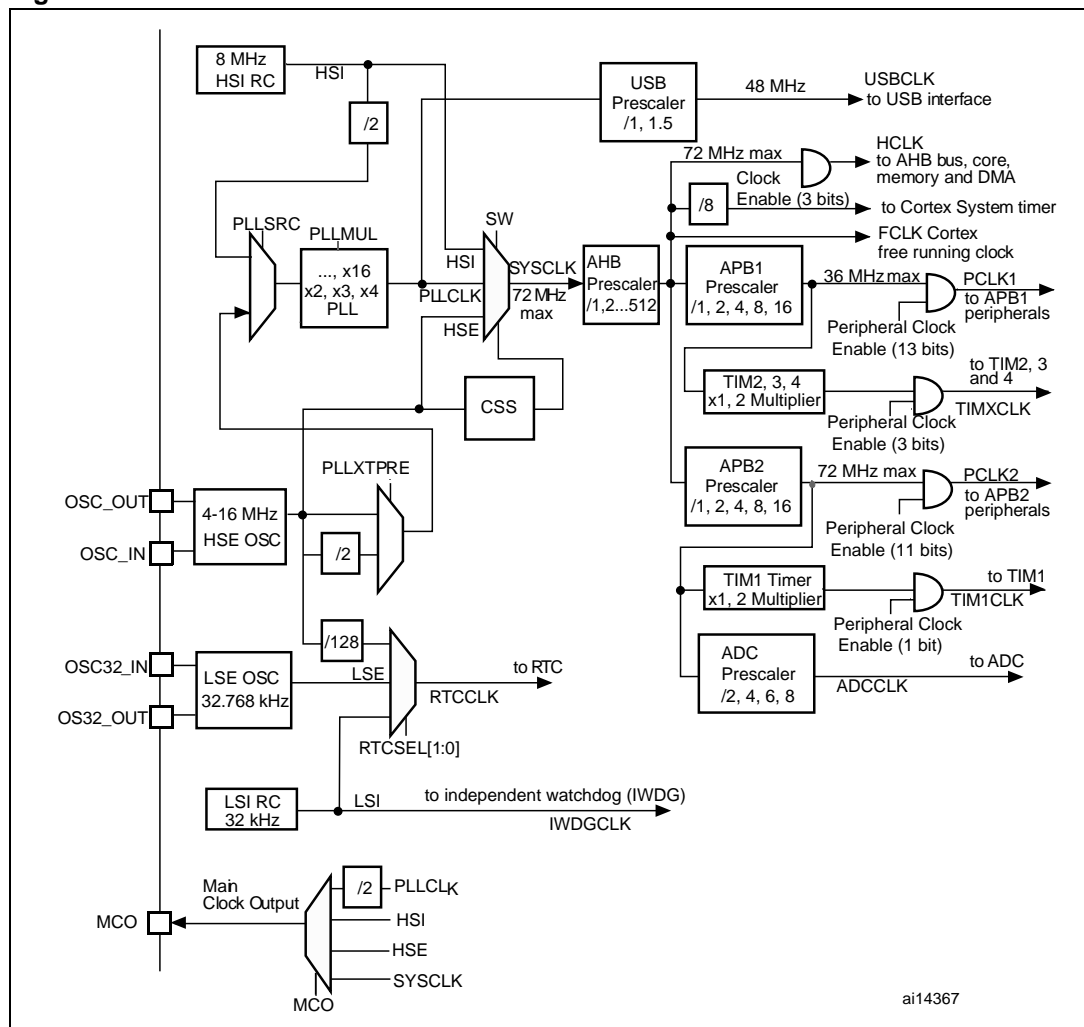 8 MHz
HSI RC
HSI
/2
USB
Prescaler
/1, 1.5
48 MHz
USBCLK
to USB interface
HCLK
to AHB bus, core,
memory and DMA
72 MHz max
Clock
Enable (3 bits)
/8
to Cortex System timer
FCLK Cortex
free running clock
PLLSRC
PLLMUL
..., x16
x2, x3, x4
PLL
SW
HSI
PLLCLK
HSE
SYSCLK
72 MHz
max
AHB
Prescaler
/1,2...512
APB1
Prescaler
/1, 2, 4, 8, 16
36 MHz max
PCLK1
to APB1
peripherals
Peripheral Clock
Enable (13 bits)
TIM2, 3, 4
x1, 2 Multiplier
to TIM2, 3
and 4
TIMXCLK
Peripheral Clock
Enable (3 bits)
CSS
PLLXTPRE
APB2
Prescaler
/1, 2, 4, 8, 16
72 MHz max
PCLK2
to APB2
peripherals
Peripheral Clock
Enable (11 bits)
OSC_OUT
OSC_IN
4-16 MHz
HSE OSC
/2
TIM1 Timer
x1, 2 Multiplier
to TIM1
TIM1CLK
Peripheral Clock
Enable (1 bit)
/128
OSC32_IN
OS32_OUT
LSE OSC
32.768 kHz
LSE
to RTC
RTCCLK
RTCSEL[1:0]
ADC
Prescaler
/2, 4, 6, 8
to ADC
ADCCLK
LSI RC
32 kHz
LSI
to independent watchdog (IWDG)
IWDGCLK
Main
Clock Output
MCO
/2
PLLCLK
HSI
HSE
SYSCLK
MCO
ai14367